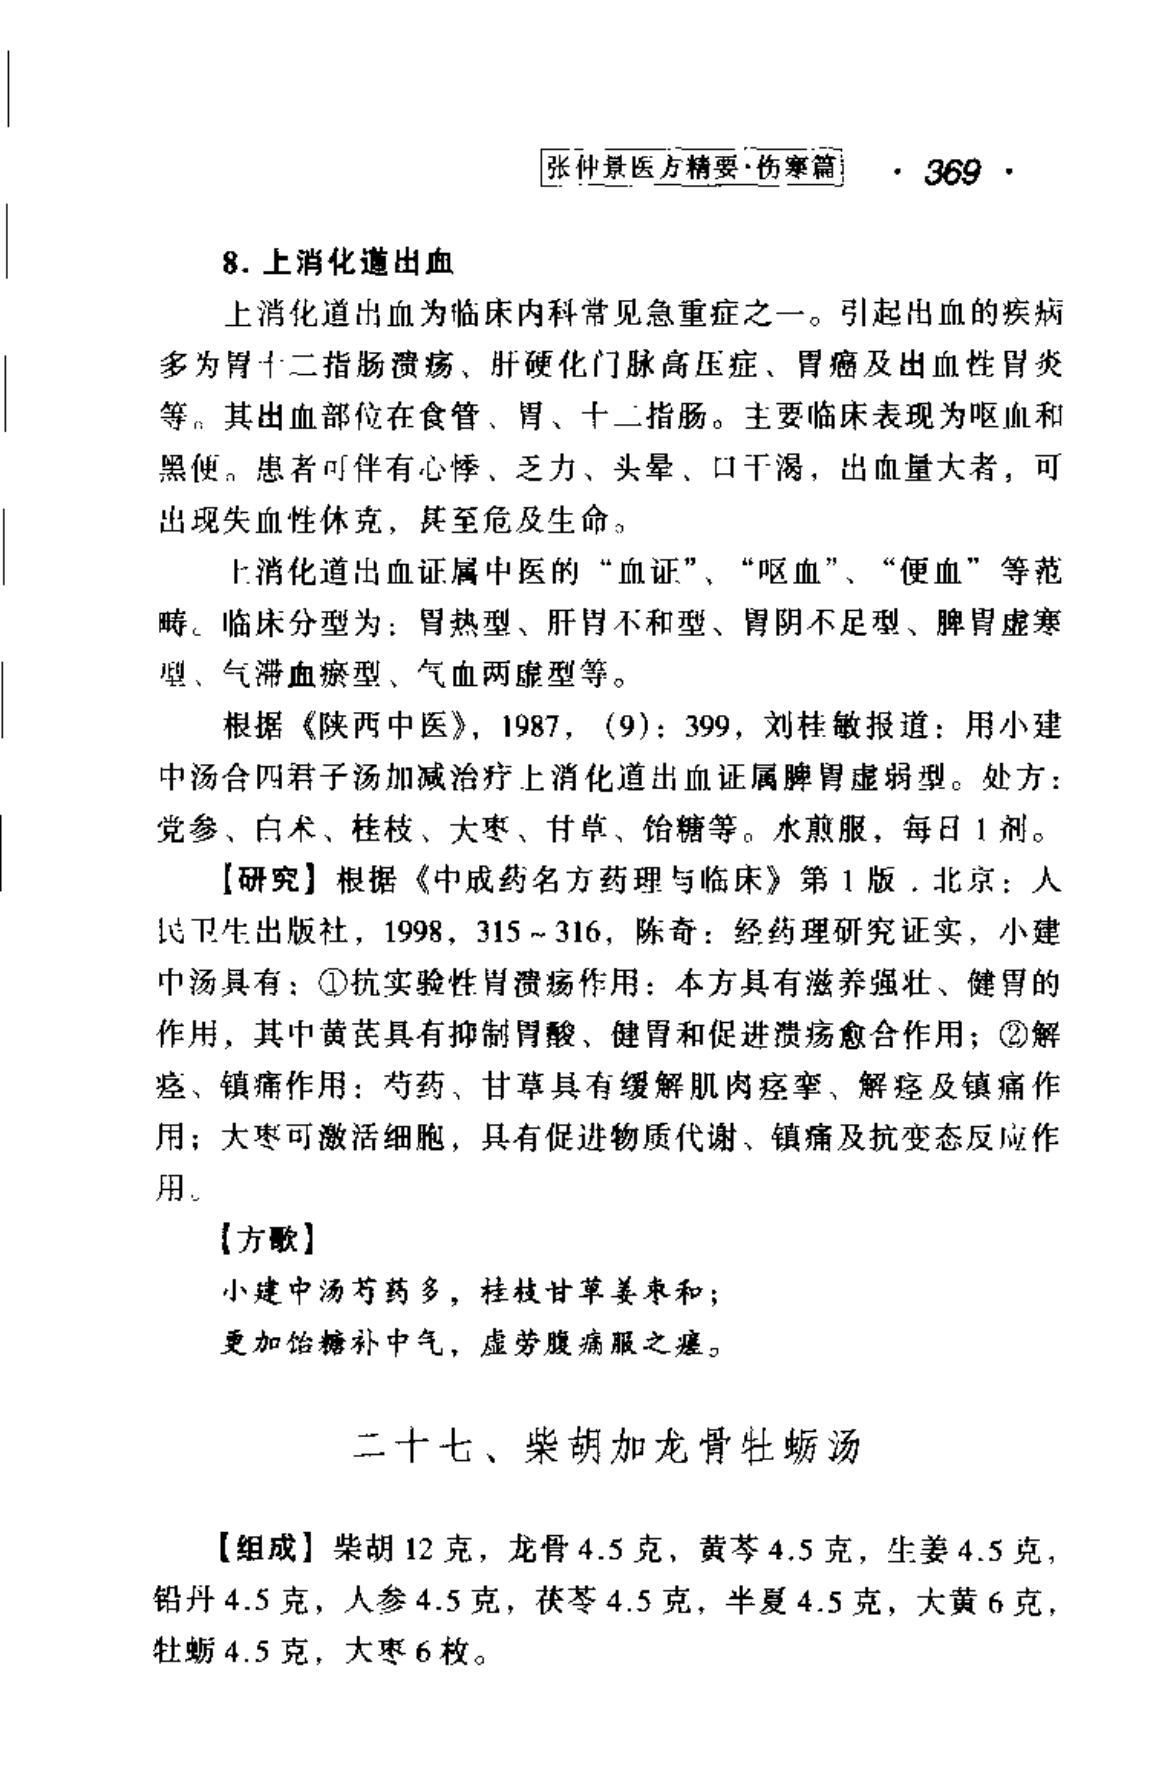 张仲景医方精要·伤寒篇 · 369 ·
8. 上消化道出血
上消化道出血为临床内科常见急重症之一。引起出血的疾病
多为胃十二指肠溃疡、肝硬化门脉高压症、胃癌及出血性胃炎
等。其出血部位在食管、胃、十二指肠。主要临床表现为呕血和
黑便。患者可伴有心悸、乏力、头晕、口干渴，出血量大者，可
出现失血性休克，甚至危及生命。
上消化道出血证属中医的“血证”、“呕血”、“便血”等范
畴。临床分型为：胃热型、肝胃不和型、胃阴不足型、脾胃虚寒
型、气滞血瘀型、气血两虚型等。
根据《陕西中医》，1987，（9）：399，刘桂敏报道：用小建
中汤合四君子汤加减治疗上消化道出血证属脾胃虚弱型。处方：
党参、白术、桂枝、大枣、甘草、饴糖等。水煎服，每日 1 剂。
【研究】根据《中成药名方药理与临床》第 1 版．北京：人
民卫生出版社，1998，315～316，陈奇：经药理研究证实，小建
中汤具有：①抗实验性胃溃疡作用：本方具有滋养强壮、健胃的
作用，其中黄芪具有抑制胃酸、健胃和促进溃疡愈合作用；②解
痉、镇痛作用：芍药、甘草具有缓解肌肉痉挛、解痉及镇痛作
用；大枣可激活细胞，具有促进物质代谢、镇痛及抗变态反应作
用。
【方歌】
小建中汤芍药多，桂枝甘草姜枣和；
更加饴糖补中气，虚劳腹痛服之瘥。
二十七、柴胡加龙骨牡蛎汤
【组成】柴胡 12 克，龙骨 4.5 克，黄芩 4.5 克，生姜 4.5 克，
铅丹 4.5 克，人参 4.5 克，茯苓 4.5 克，半夏 4.5 克，大黄 6 克，
牡蛎 4.5 克，大枣 6 枚。